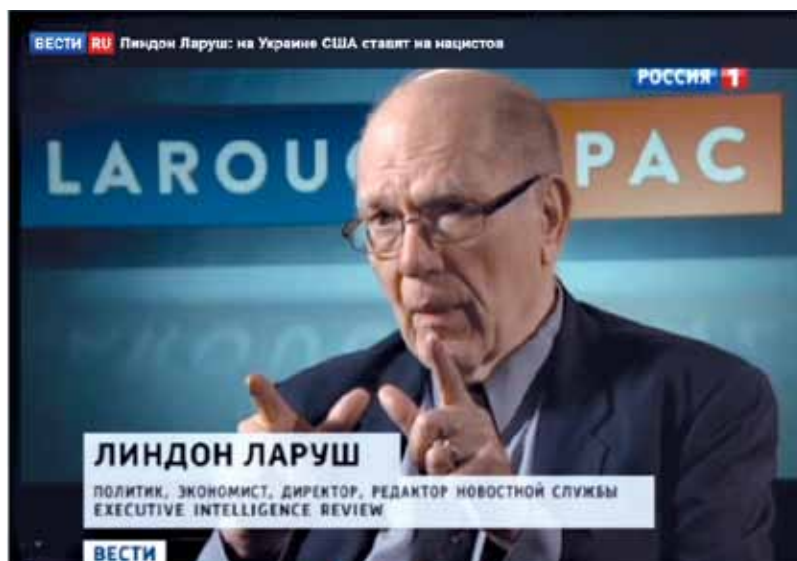 ВЕСТИ RU Линдон Ларуш: на Украине США ставят на нацистов
РОССИЯ 1
LAROU PAC
ЛИНДОН ЛАРУШ
ПОЛИТИК, ЭКОНОМИСТ, ДИРЕКТОР, РЕДАКТОР НОВОСТНОЙ СЛУЖБЫ
EXECUTIVE INTELLIGENCE REVIEW
ВЕСТИ